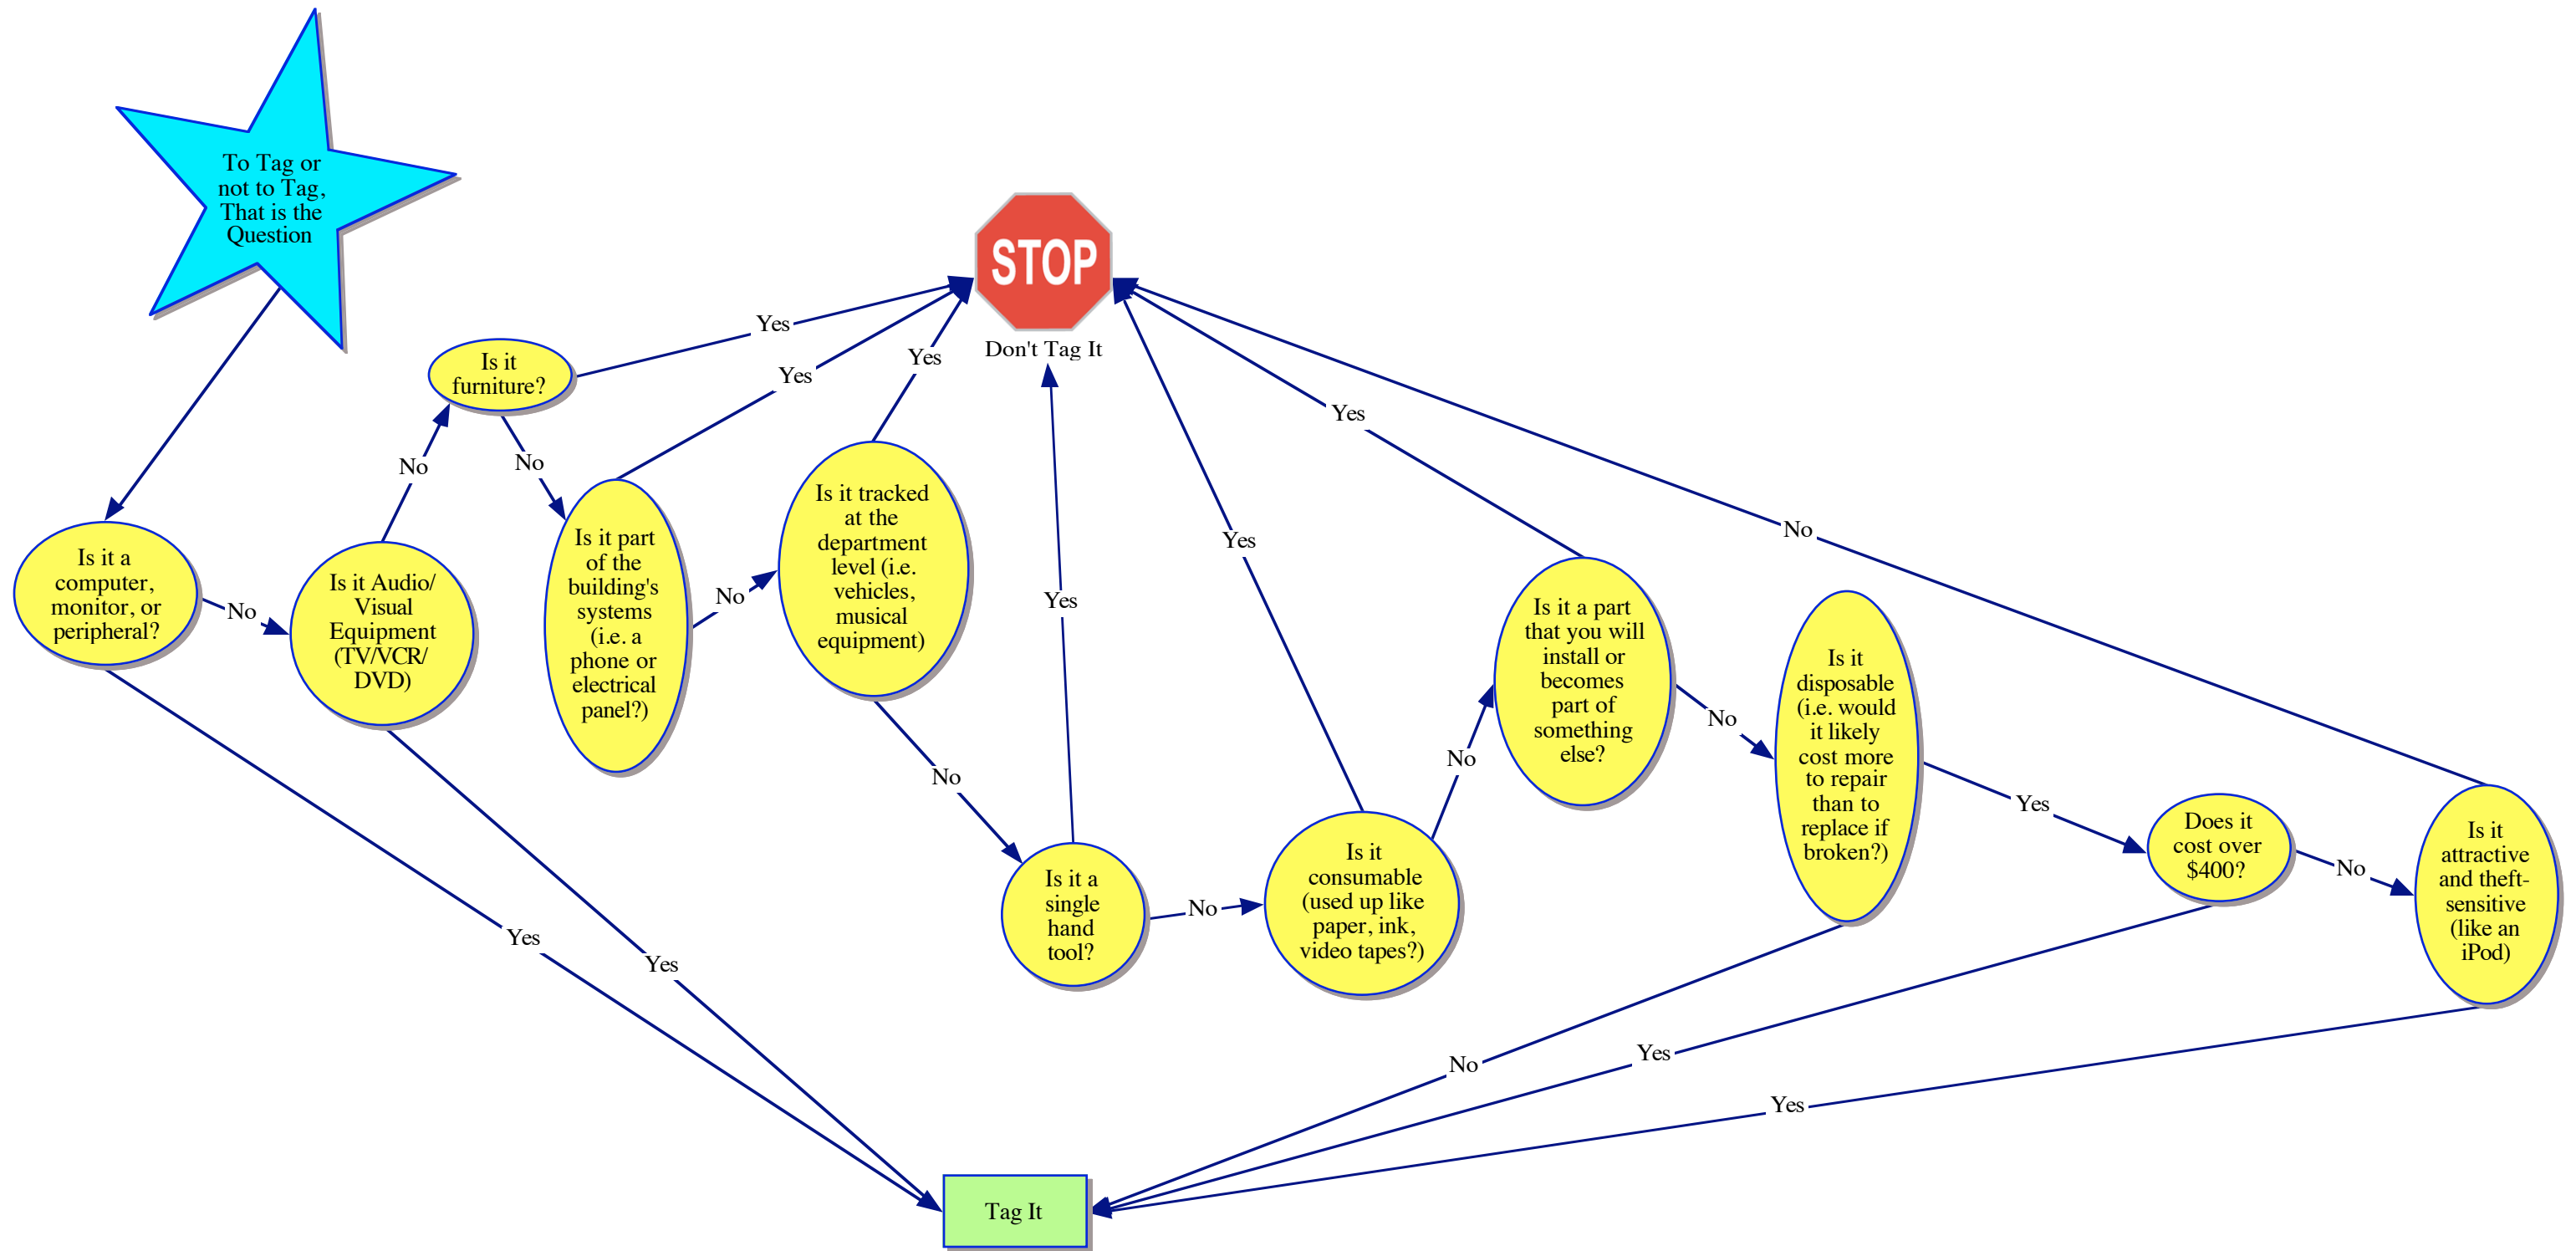 To Tag or
not to Tag,
That is the
Question
STOP
Don't Tag It
Is it
furniture?
Yes
Yes
Yes
Yes
Yes
Yes
No
No
No
Is it a
computer,
monitor, or
peripheral?
No
Is it Audio/
Visual
Equipment
(TV/VCR/
DVD)
Is it part
of the
building's
systems
(i.e. a
phone or
electrical
panel?)
No
Is it tracked
at the
department
level (i.e.
vehicles,
musical
equipment)
No
Is it a
single
hand
tool?
No
Is it
consumable
(used up like
paper, ink,
video tapes?)
No
Is it a part
that you will
install or
becomes
part of
something
else?
No
Is it
disposable
(i.e. would
it likely
cost more
to repair
than to
replace if
broken?)
Yes
Does it
cost over
$400?
No
Is it
attractive
and theft-
sensitive
(like an
iPod)
Yes
Yes
No
Yes
Yes
Tag It